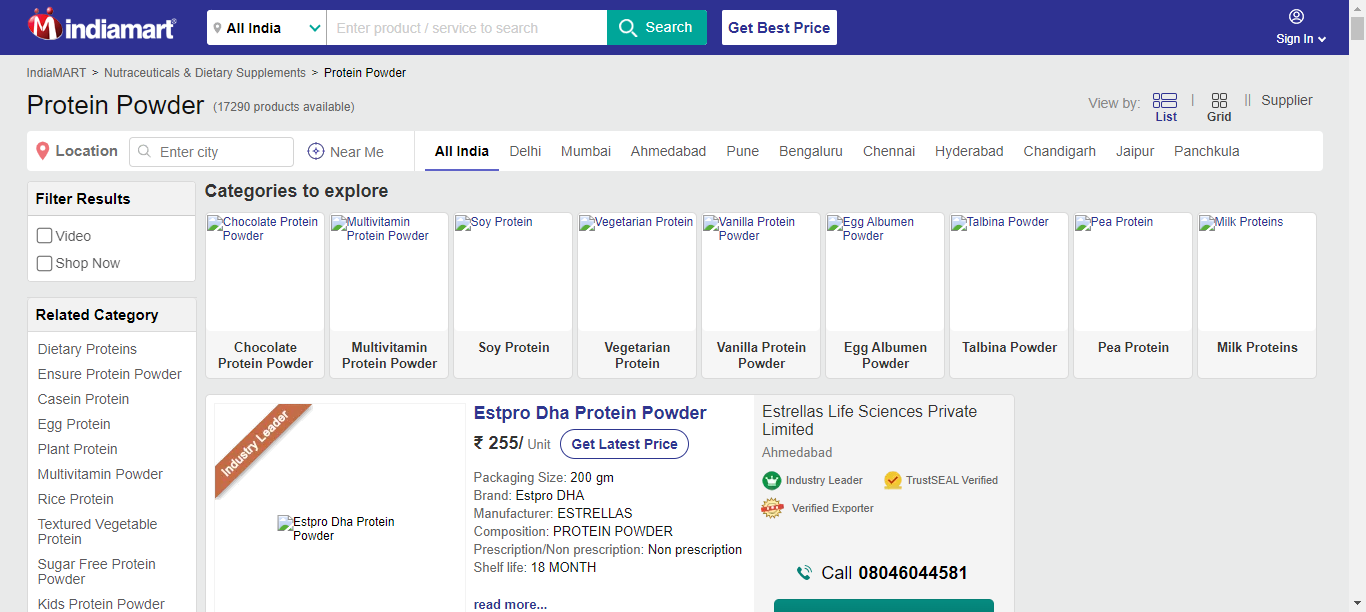 indiamart
All India
Enter product / service to search
Search
Get Best Price
Sign In
IndiaMART > Nutraceuticals & Dietary Supplements > Protein Powder
Protein Powder (17290 products available)
View by:
List
|
Grid
||
Supplier
Location
Enter city
Near Me
All India
Delhi
Mumbai
Ahmedabad
Pune
Bengaluru
Chennai
Hyderabad
Chandigarh
Jaipur
Panchkula
Filter Results
Video
Shop Now
Related Category
Dietary Proteins
Ensure Protein Powder
Casein Protein
Egg Protein
Plant Protein
Multivitamin Powder
Rice Protein
Textured Vegetable
Protein
Sugar Free Protein
Powder
Kids Protein Powder
Categories to explore
Chocolate Protein
Powder
Chocolate
Protein Powder
Multivitamin
Protein Powder
Multivitamin
Protein Powder
Soy Protein
Soy Protein
Vegetarian Protein
Vegetarian
Protein
Vanilla Protein
Powder
Vanilla Protein
Powder
Egg Albumen
Powder
Egg Albumen
Powder
Talbina Powder
Talbina Powder
Pea Protein
Pea Protein
Milk Proteins
Milk Proteins
Industry Leader
Estpro Dha Protein
Powder
Estpro Dha Protein Powder
₹ 255/ Unit
Get Latest Price
Packaging Size: 200 gm
Brand: Estpro DHA
Manufacturer: ESTRELLAS
Composition: PROTEIN POWDER
Prescription/Non prescription: Non prescription
Shelf life: 18 MONTH
read more...
Estrellas Life Sciences Private
Limited
Ahmedabad
Industry Leader
TrustSEAL Verified
Verified Exporter
Call 08046044581